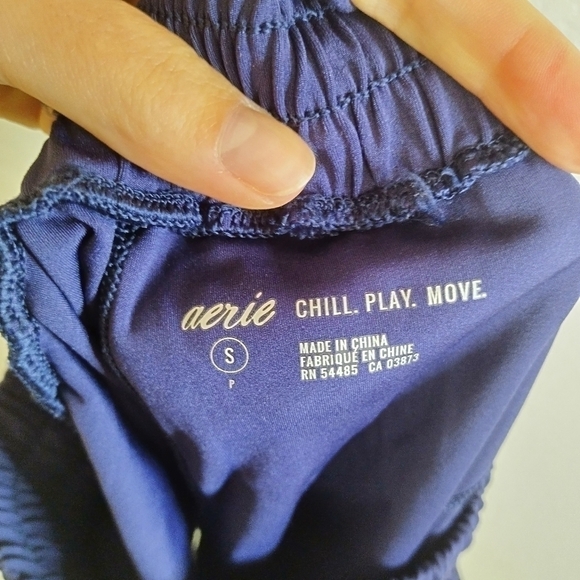 aerie CHILL. PLAY. MOVE.
S
P
MADE IN CHINA
FABRIQUÉ EN CHINE
RN 54485 CA 03873